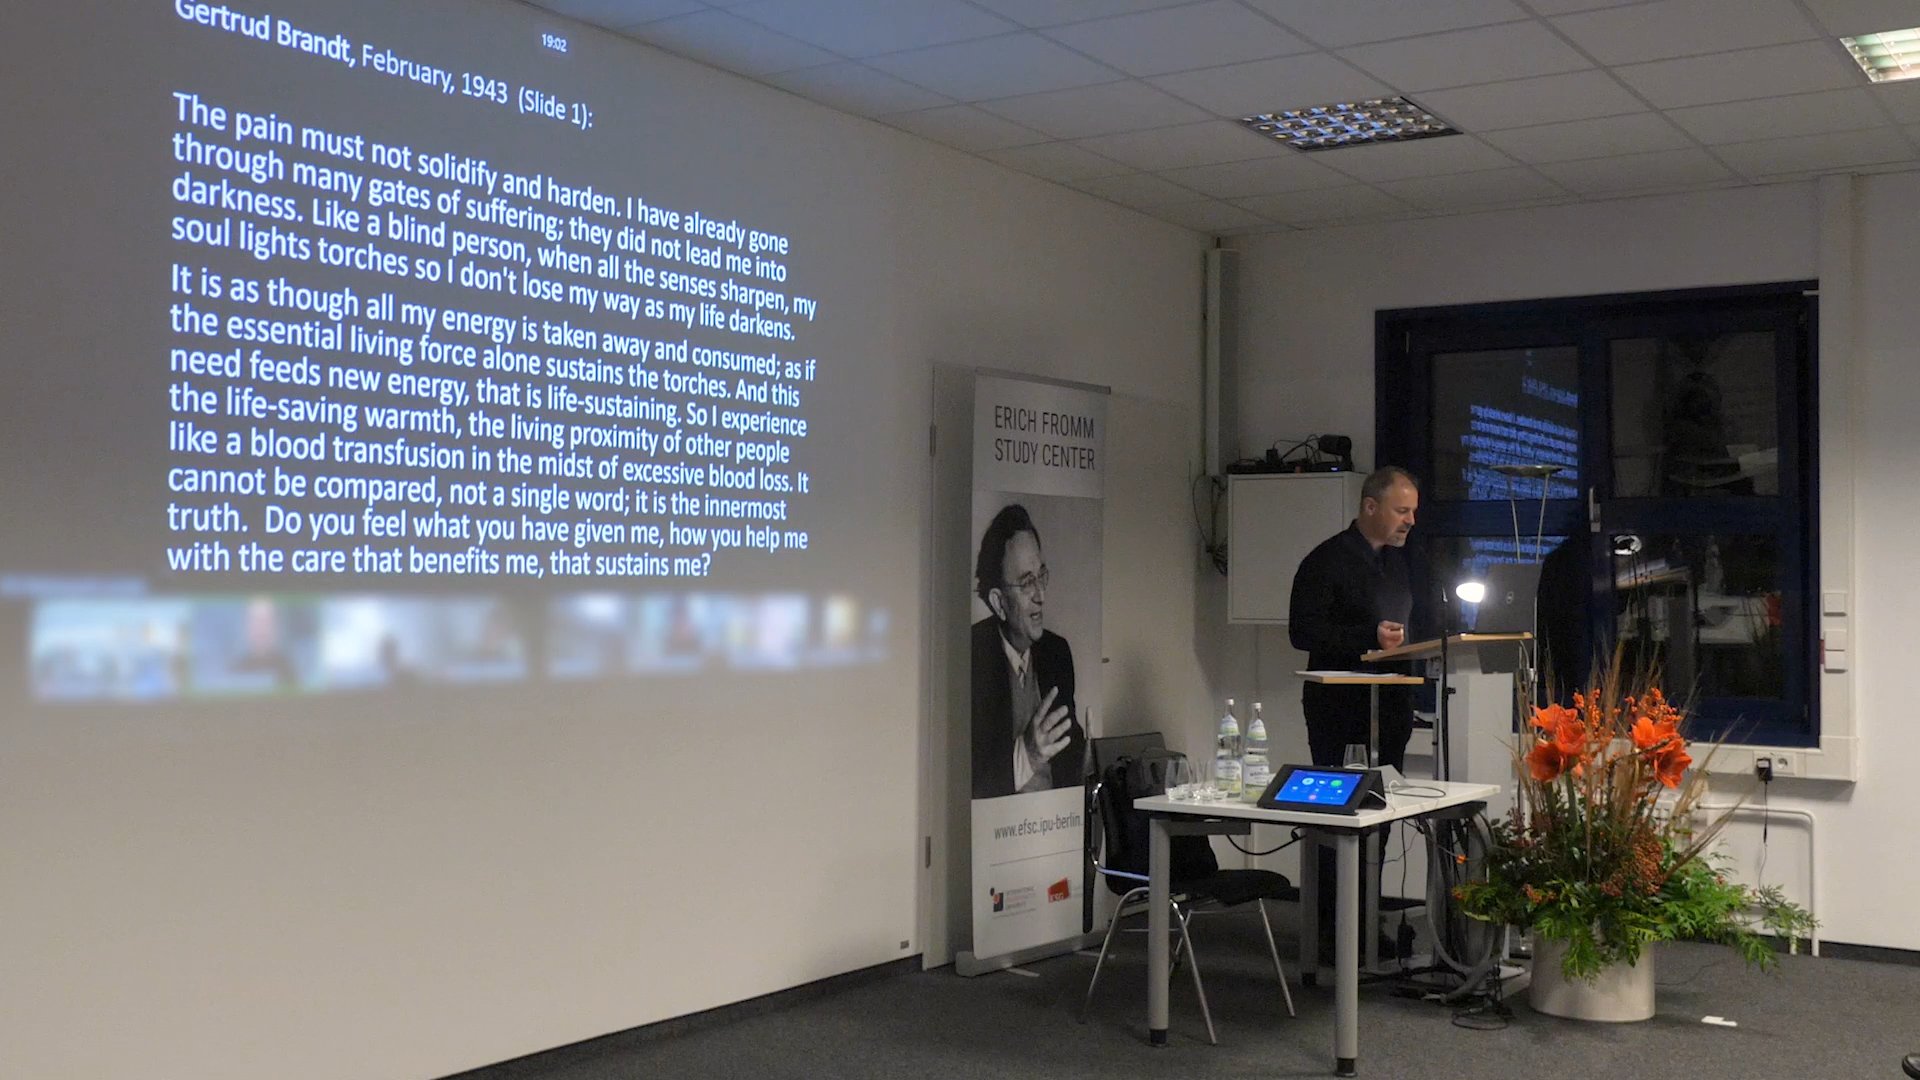 Gertrud Brandt, February, 1943 (Slide 1):
19:02
The pain must not solidify and harden. I have already gone
through many gates of suffering; they did not lead me into
darkness. Like a blind person, when all the senses sharpen, my
soul lights torches so I don't lose my way as my life darkens.
It is as though all my energy is taken away and consumed; as if
the essential living force alone sustains the torches. And this
need feeds new energy, that is life-sustaining. So I experience
the life-saving warmth, the living proximity of other people
like a blood transfusion in the midst of excessive blood loss. It
cannot be compared, not a single word; it is the innermost
truth. Do you feel what you have given me, how you help me
with the care that benefits me, that sustains me?
ERICH FROMM
STUDY CENTER
www.efsc.ipu-berlin.
INTERNATIONAL